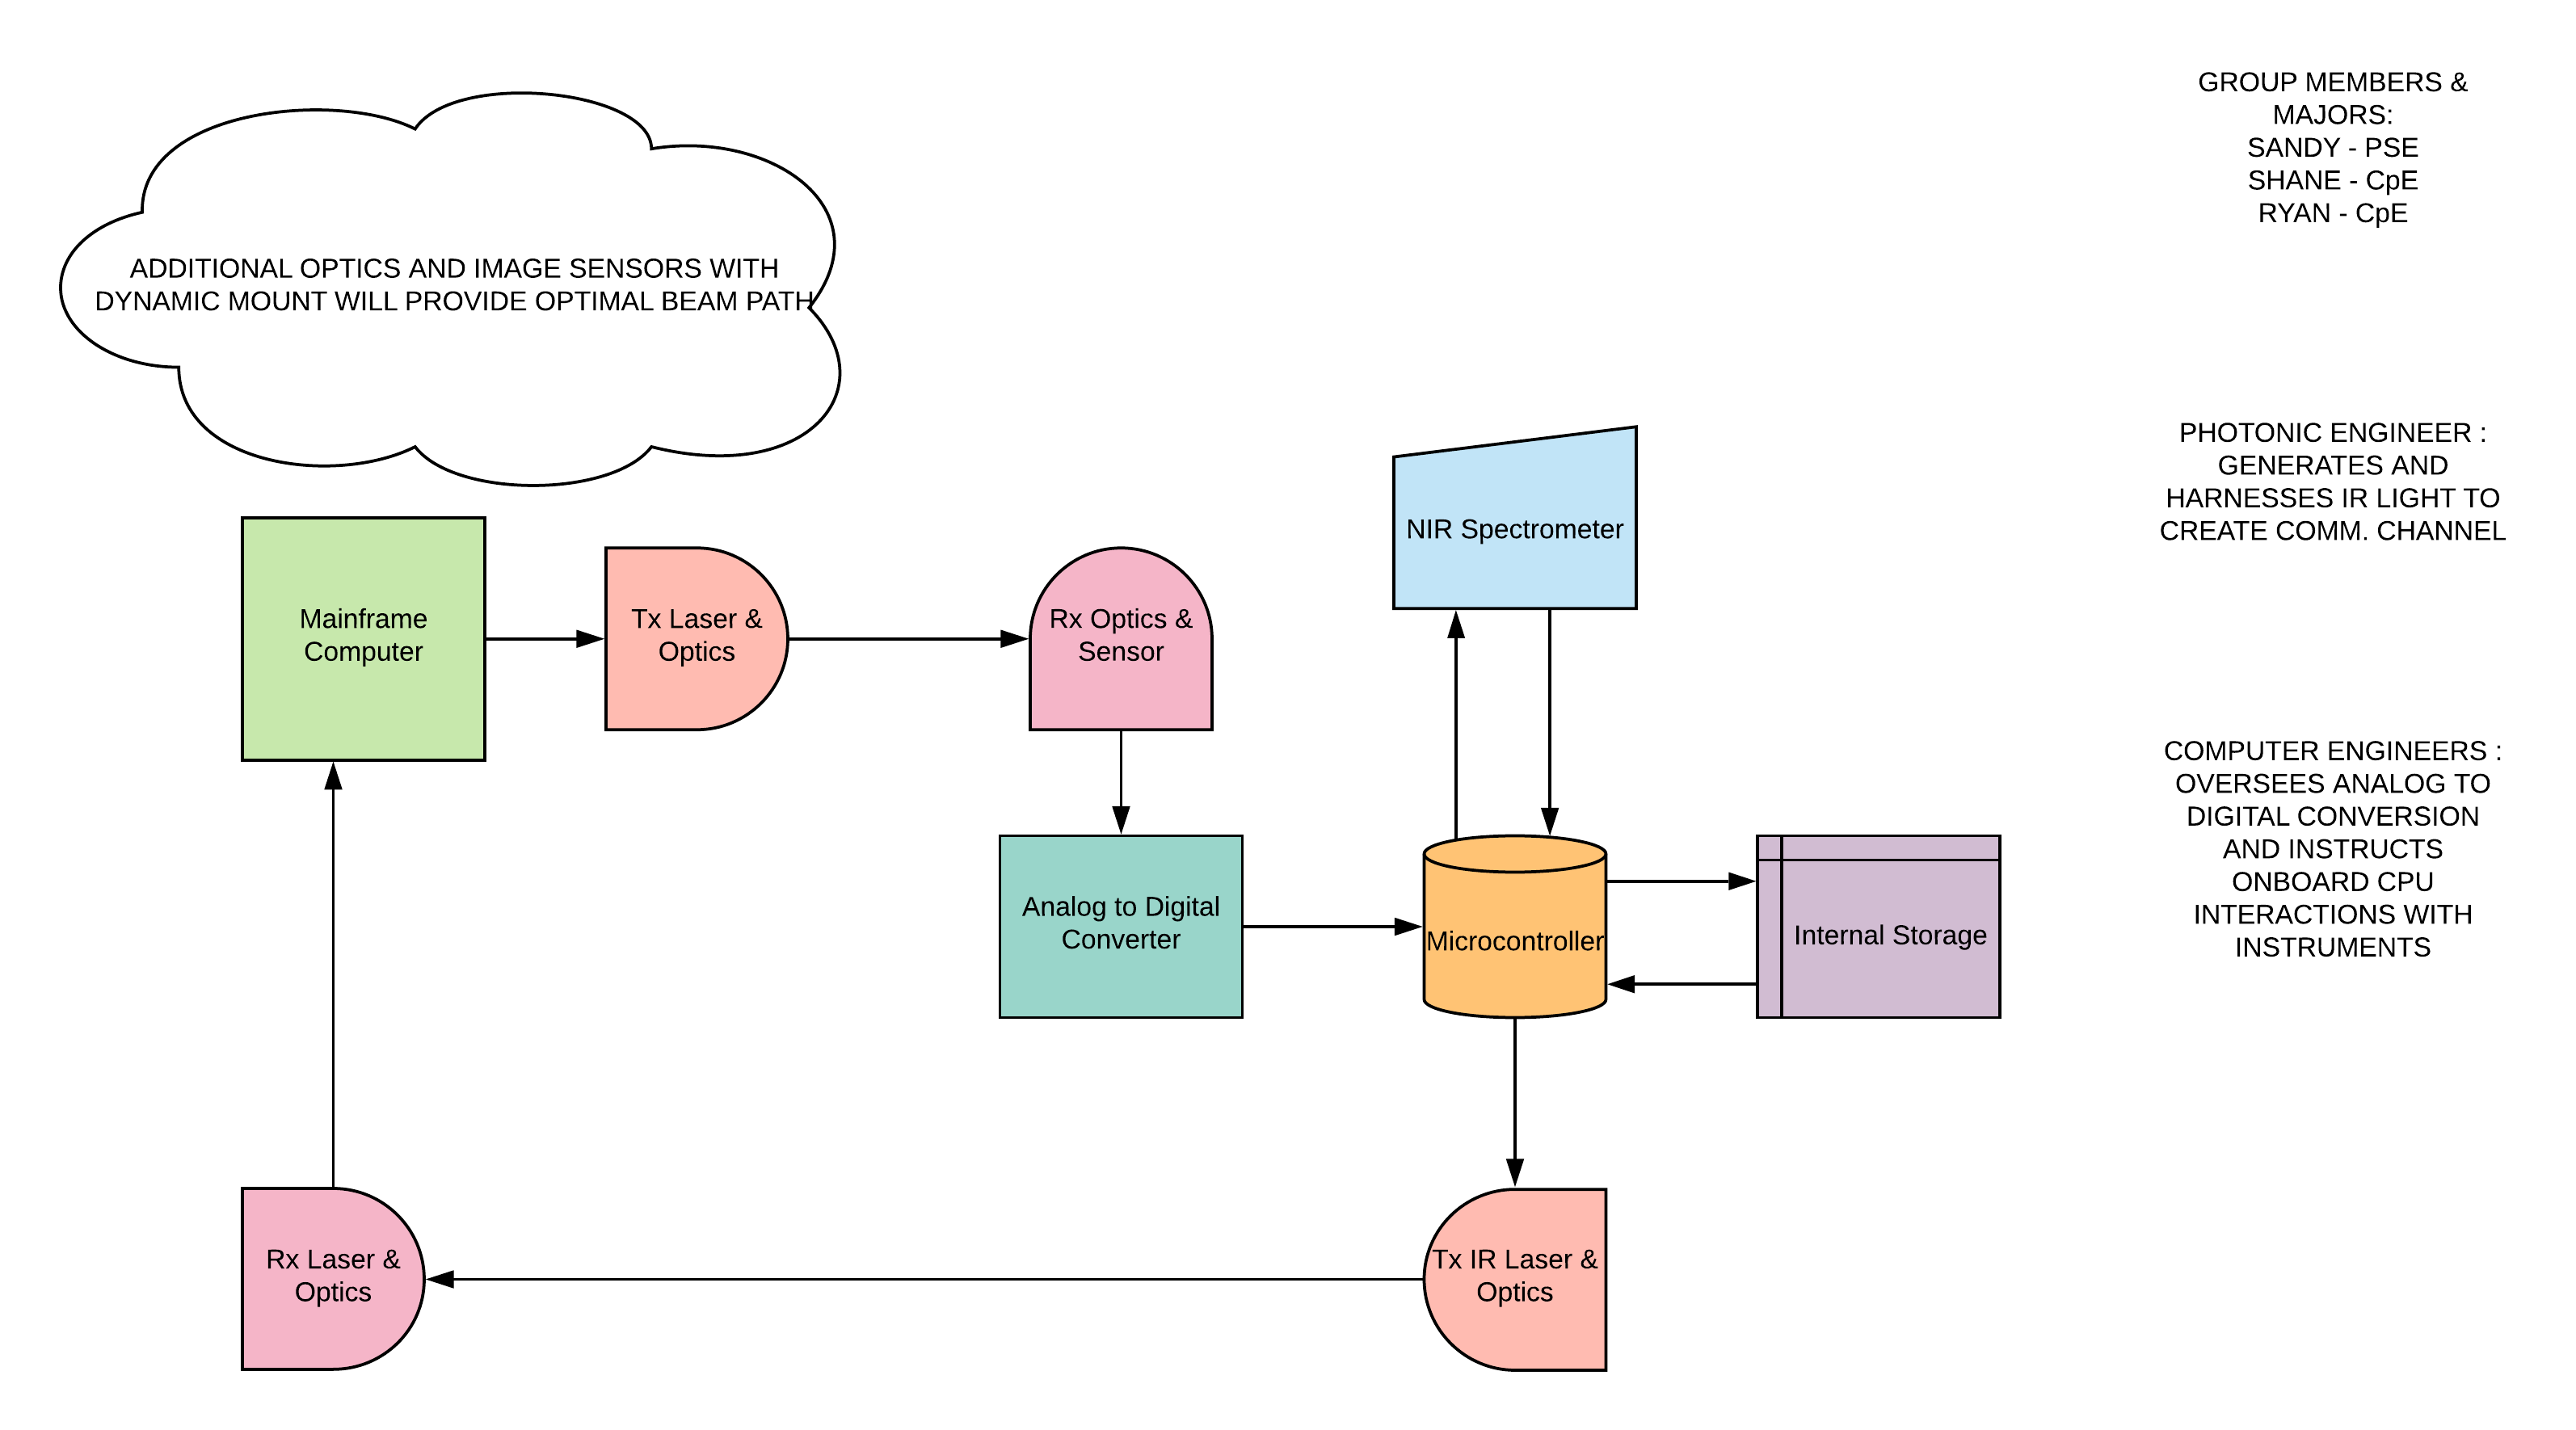 GROUP MEMBERS &
MAJORS:
SANDY - PSE
SHANE - CpE
RYAN - CpE
ADDITIONAL OPTICS AND IMAGE SENSORS WITH
DYNAMIC MOUNT WILL PROVIDE OPTIMAL BEAM PATH
PHOTONIC ENGINEER :
GENERATES AND
HARNESSES IR LIGHT TO
CREATE COMM. CHANNEL
NIR Spectrometer
Mainframe
Computer
Tx Laser &
Optics
Rx Optics &
Sensor
COMPUTER ENGINEERS :
OVERSEES ANALOG TO
DIGITAL CONVERSION
AND INSTRUCTS
ONBOARD CPU
INTERACTIONS WITH
INSTRUMENTS
Analog to Digital
Converter
Microcontroller
Internal Storage
Rx Laser &
Optics
Tx IR Laser &
Optics